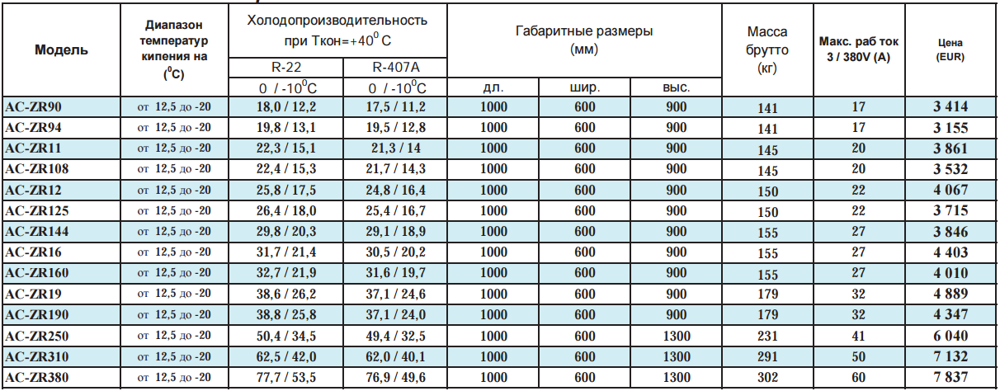 Модель Диапазон температур кипения на (⁰C) Холодопроизводительность при Ткон=+40⁰ C Габаритные размеры (мм) Масса брутто (кг) Макс. раб ток 3 / 380V (A) Цена (EUR)
R-22 R-407A
0 / -10⁰C 0 / -10⁰C дл. шир. выс.
AC-ZR90 от 12,5 до -20 18,0 / 12,2 17,5 / 11,2 1000 600 900 141 17 3 414
AC-ZR94 от 12,5 до -20 19,8 / 13,1 19,5 / 12,8 1000 600 900 141 17 3 155
AC-ZR11 от 12,5 до -20 22,3 / 15,1 21,3 / 14 1000 600 900 145 20 3 861
AC-ZR108 от 12,5 до -20 22,4 / 15,3 21,7 / 14,3 1000 600 900 145 20 3 532
AC-ZR12 от 12,5 до -20 25,8 / 17,5 24,8 / 16,4 1000 600 900 150 22 4 067
AC-ZR125 от 12,5 до -20 26,4 / 18,0 25,4 / 16,7 1000 600 900 150 22 3 715
AC-ZR144 от 12,5 до -20 29,8 / 20,3 29,1 / 18,9 1000 600 900 155 27 3 846
AC-ZR16 от 12,5 до -20 31,7 / 21,4 30,5 / 20,2 1000 600 900 155 27 4 403
AC-ZR160 от 12,5 до -20 32,7 / 21,9 31,6 / 19,7 1000 600 900 155 27 4 010
AC-ZR19 от 12,5 до -20 38,6 / 26,2 37,1 / 24,6 1000 600 900 179 32 4 889
AC-ZR190 от 12,5 до -20 38,8 / 25,8 37,1 / 24,0 1000 600 900 179 32 4 347
AC-ZR250 от 12,5 до -20 50,4 / 34,5 49,4 / 32,5 1000 600 1300 231 41 6 040
AC-ZR310 от 12,5 до -20 62,5 / 42,0 62,0 / 40,1 1000 600 1300 291 50 7 132
AC-ZR380 от 12,5 до -20 77,7 / 53,5 76,9 / 49,6 1000 600 1300 302 60 7 837